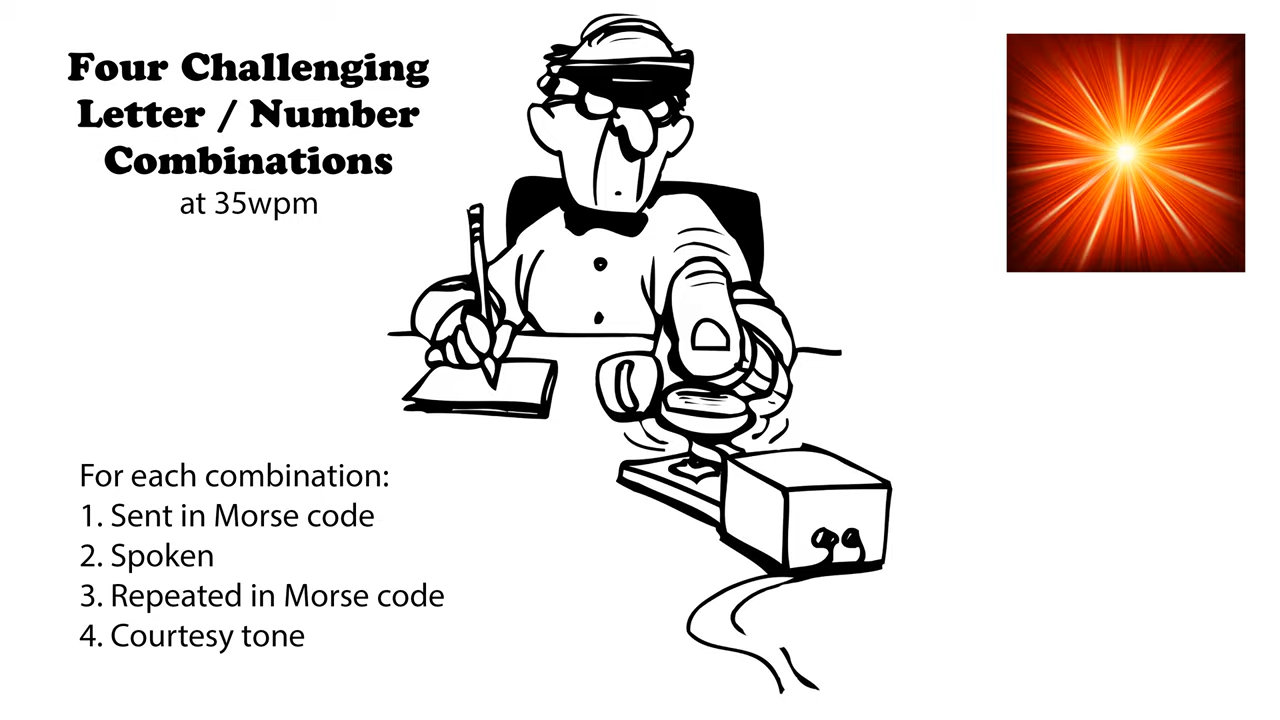 Four Challenging
Letter / Number
Combinations
at 35wpm
For each combination:
1. Sent in Morse code
2. Spoken
3. Repeated in Morse code
4. Courtesy tone